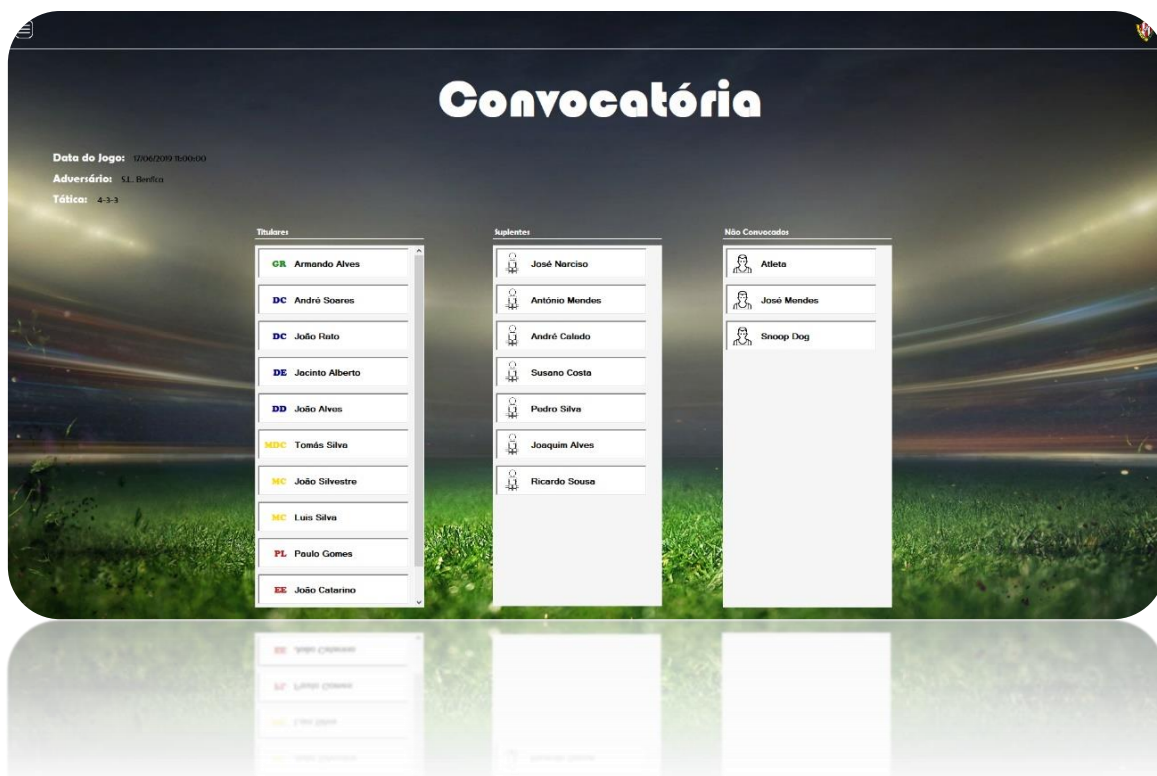 Convocatória
Data do Jogo: 17/06/2019 11:00:00
Adversário: S.L. Benfica
Tática: 4-3-3
Titulares
GR Armando Alves
DC André Soares
DC João Rato
DE Jacinto Alberto
DD João Alves
MDC Tomás Silva
MC João Silvestre
MC Luis Silva
PL Paulo Gomes
EE João Catarino
Suplentes
José Narciso
António Mendes
André Calado
Susano Costa
Pedro Silva
Joaquim Alves
Ricardo Sousa
Não Convocados
Atleta
José Mendes
Snoop Dog